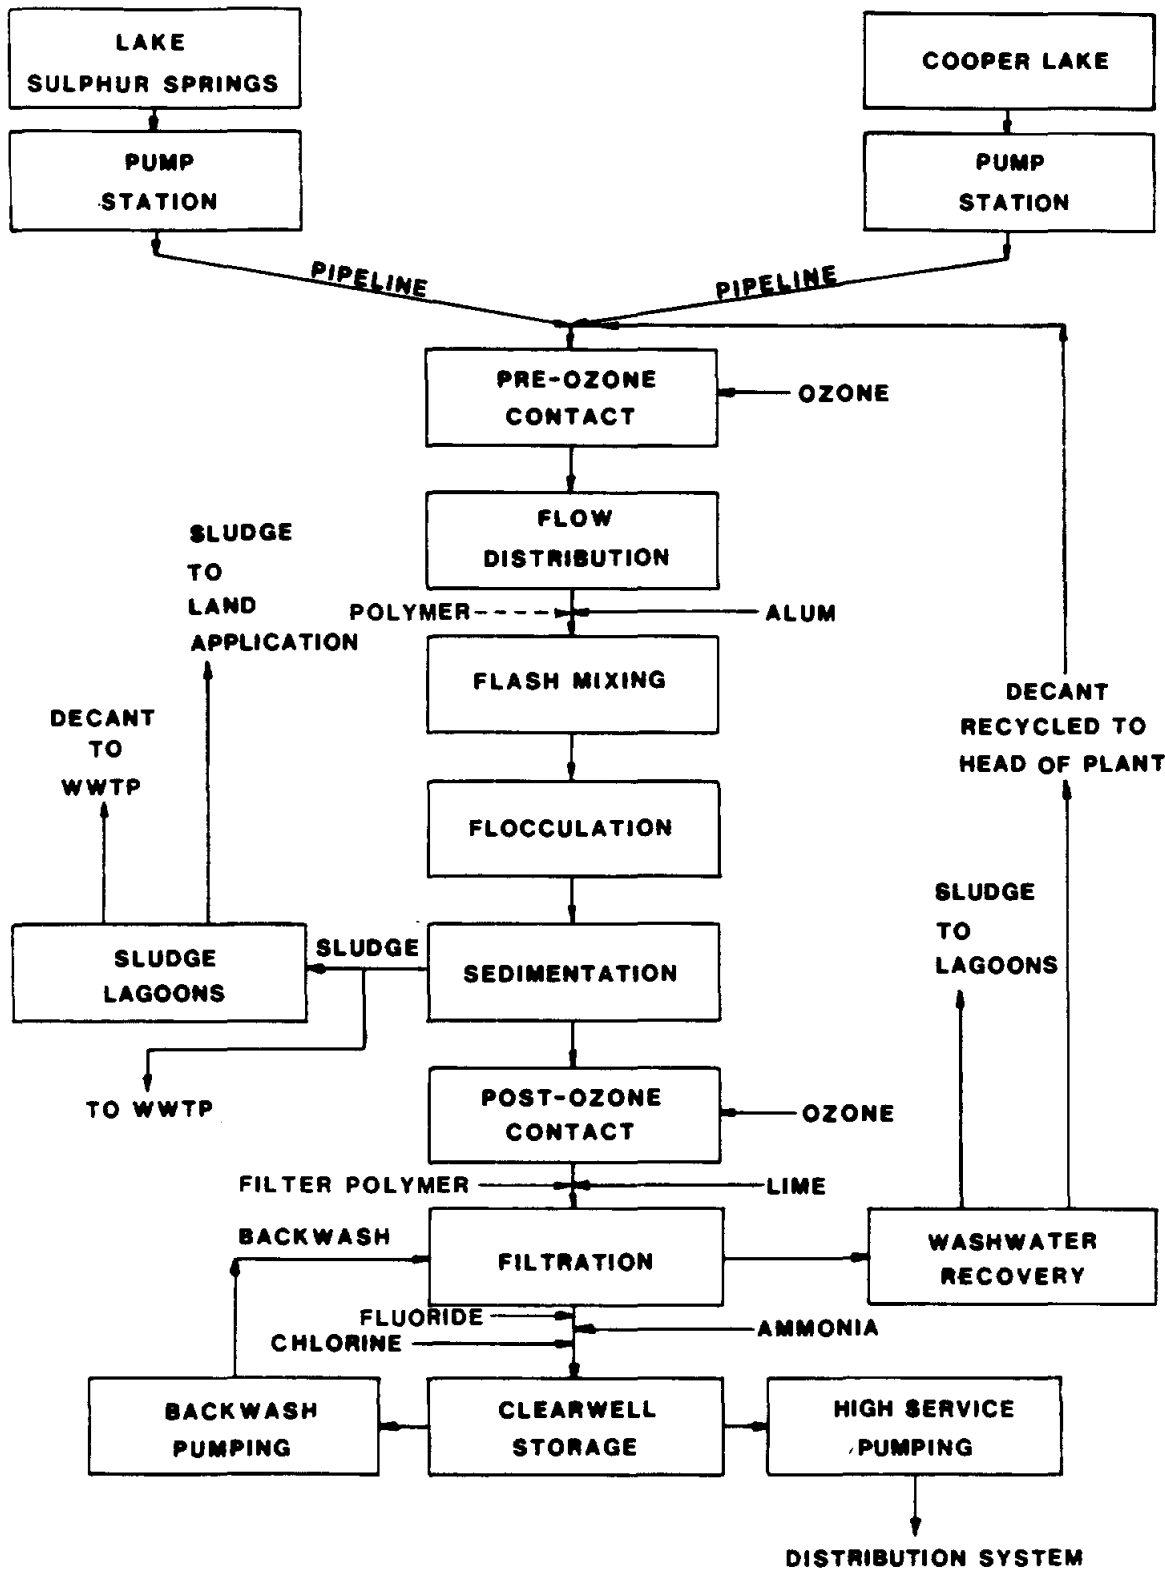 LAKE
SULPHUR SPRINGS
COOPER LAKE
PUMP
STATION
PUMP
STATION
PIPELINE
PIPELINE
PRE-OZONE
CONTACT
OZONE
FLOW
DISTRIBUTION
SLUDGE
TO
LAND
APPLICATION
POLYMER
ALUM
FLASH MIXING
DECANT
TO
WWTP
DECANT
RECYCLED TO
HEAD OF PLANT
FLOCCULATION
SLUDGE
TO
LAGOONS
SLUDGE
LAGOONS
SLUDGE
SEDIMENTATION
TO WWTP
POST-OZONE
CONTACT
OZONE
FILTER POLYMER
LIME
BACKWASH
FILTRATION
WASHWATER
RECOVERY
FLUORIDE
AMMONIA
CHLORINE
BACKWASH
PUMPING
CLEARWELL
STORAGE
HIGH SERVICE
PUMPING
DISTRIBUTION SYSTEM